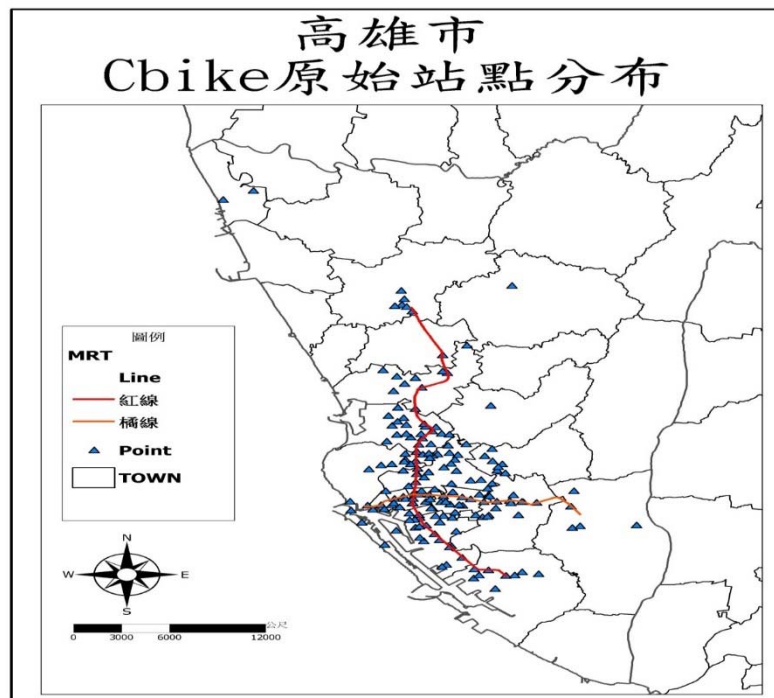 高雄市
Cbike原始站點分布
圖例
MRT
Line
紅線
橘線
Point
TOWN
N
W
E
S
公尺
0 3000 6000 12000